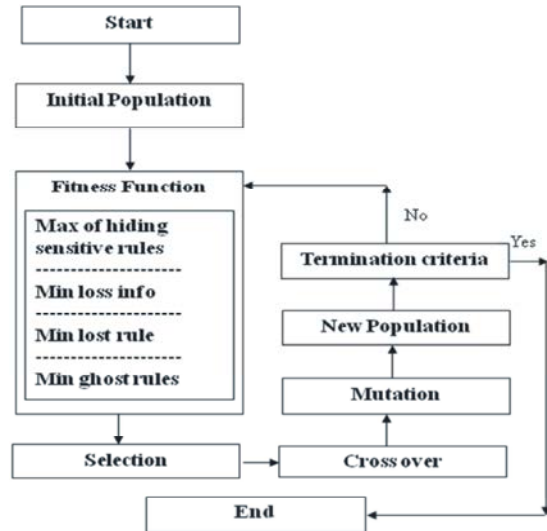 Start
Initial Population
Fitness Function
Max of hiding
sensitive rules
--------------------
Min loss info
--------------------
Min lost rule
--------------------
Min ghost rules
Selection
Cross over
Mutation
New Population
Termination criteria
No
Yes
End